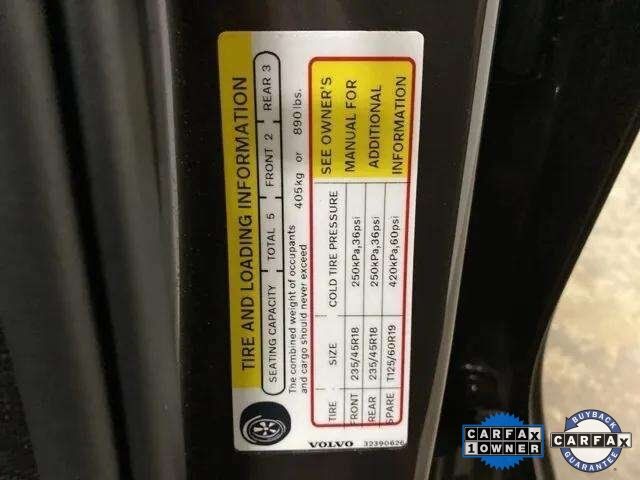 TIRE AND LOADING INFORMATION
SEATING CAPACITY TOTAL 5 FRONT 2 REAR 3
The combined weight of occupants
and cargo should never exceed 405kg or 890 lbs.
TIRE SIZE COLD TIRE PRESSURE SEE OWNER'S
FRONT 235/45R18 250kPa,36psi MANUAL FOR
REAR 235/45R18 250kPa,36psi ADDITIONAL
SPARE T125/60R19 420kPa,60psi INFORMATION
VOLVO 32390626
CARFAX
1 OWNER
BUYBACK
CARFAX
GUARANTEE